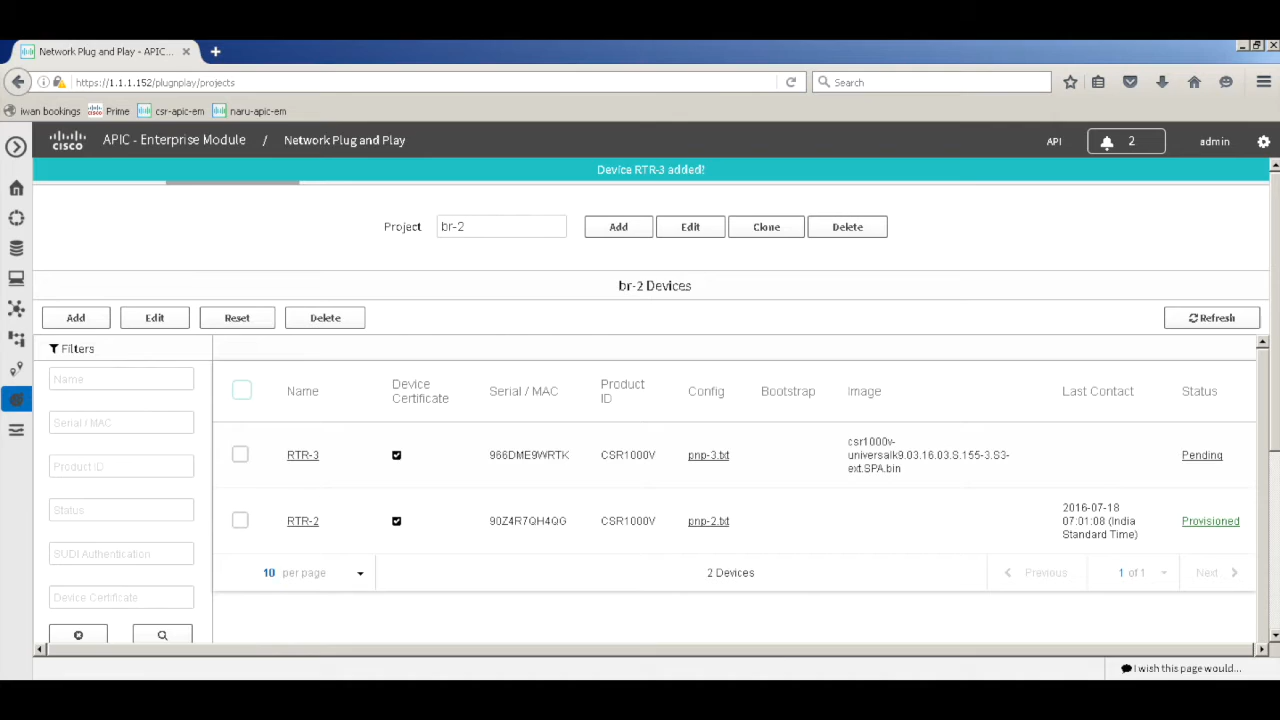 Network Plug and Play - APIC...
https://1.1.1.152/plugnplay/projects
Search
iwan bookings
Prime
csr-apic-em
naru-apic-em
CISCO
APIC - Enterprise Module / Network Plug and Play
API
2
admin
Device RTR-3 added!
Project
br-2
Add
Edit
Clone
Delete
br-2 Devices
Add
Edit
Reset
Delete
Refresh
Filters
Name
Serial / MAC
Product ID
Status
SUDI Authentication
Device Certificate
Name
Device
Certificate
Serial / MAC
Product
ID
Config
Bootstrap
Image
Last Contact
Status
RTR-3
966DME9WRTK
CSR1000V
pnp-3.txt
csr1000v-
universalk9.03.16.03.S.155-3.S3-
ext.SPA.bin
Pending
RTR-2
90Z4R7QH4QG
CSR1000V
pnp-2.txt
2016-07-18
07:01:08 (India
Standard Time)
Provisioned
10 per page
2 Devices
Previous
1 of 1
Next
I wish this page would...